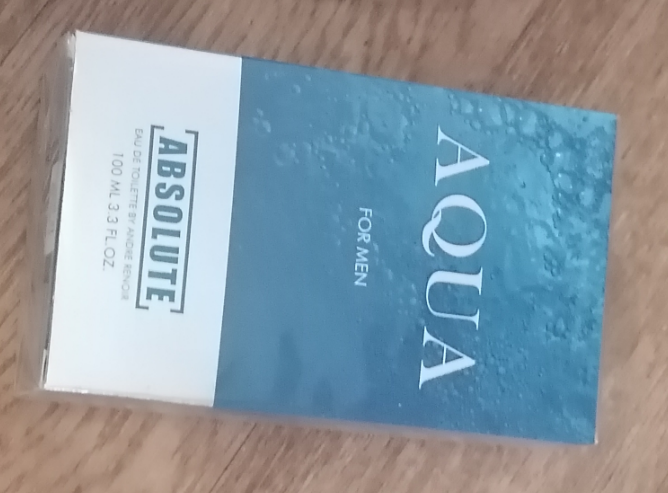 AQUA
FOR MEN
[ABSOLUTE]
EAU DE TOILETTE BY ANDRE RENOIR
100 ML 3.3 FL.OZ.